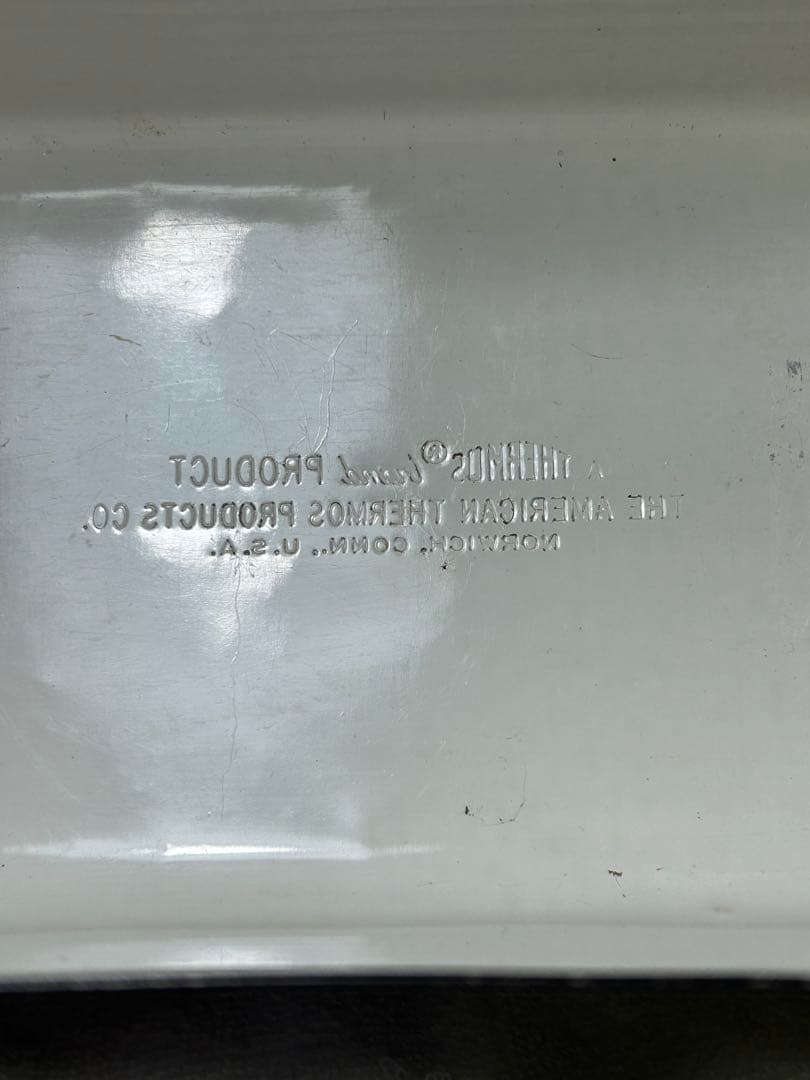 A THERMOS® brand PRODUCT
THE AMERICAN THERMOS PRODUCTS CO.
NORWICH, CONN., U.S.A.